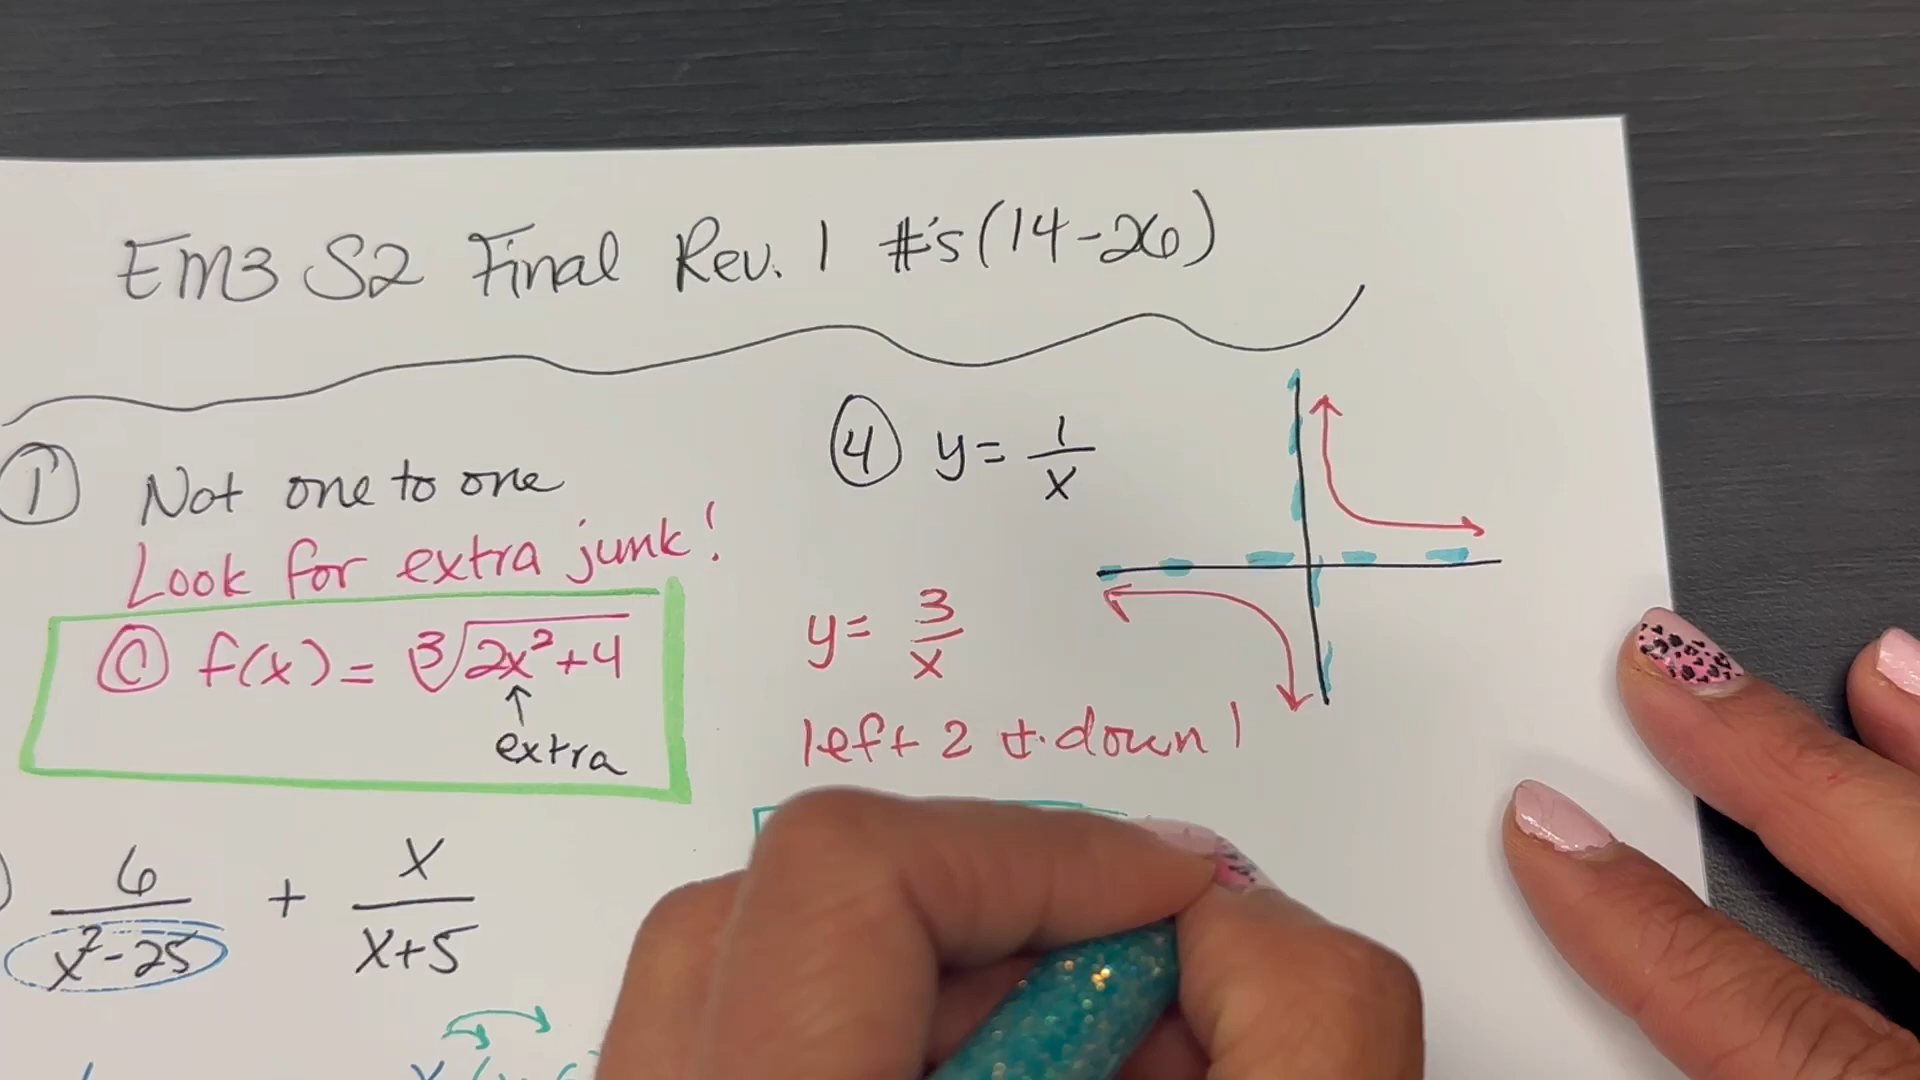 EM3 S2 Final Rev. 1 #'s (14-26)
① Not one to one
Look for extra junk!
Ⓒ f(x) = ∛(2x²+4)
↑
extra
6/(x²-25) + x/(x+5)
④ y = 1/x
y = 3/x
left 2 + down 1